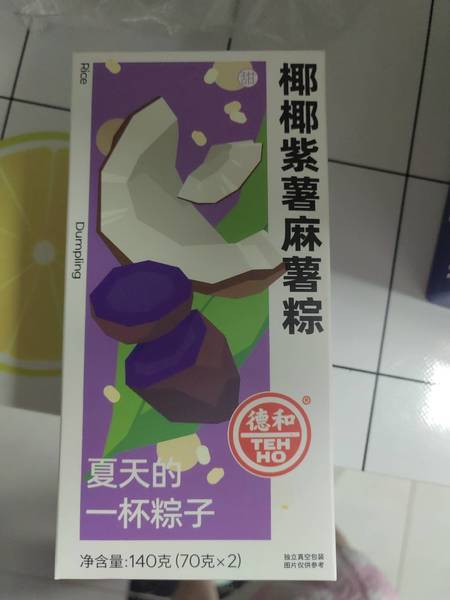 Rice
Dumpling
甜
椰椰紫薯麻薯粽
德和
®
TEH
HO
夏天的
一杯粽子
净含量:140克(70克×2)
独立真空包装
图片仅供参考